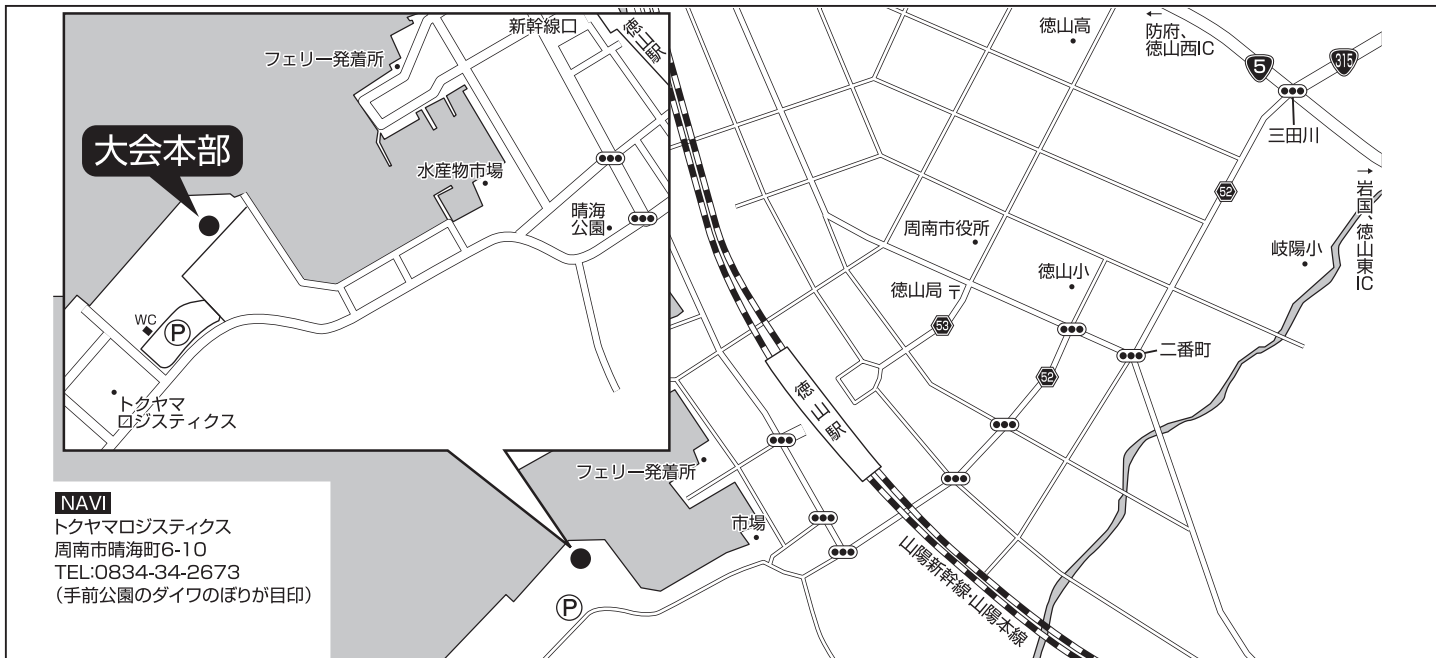 新幹線口
徳山駅
フェリー発着所
大会本部
水産物市場
晴海
公園
WC
P
トクヤマ
ロジスティクス
徳山高
←
防府、
徳山西IC
5
315
三田川
52
→
岩国、徳山東IC
周南市役所
岐陽小
徳山局 〒
徳山小
53
二番町
52
徳山駅
フェリー発着所
市場
P
山陽新幹線・山陽本線
NAVI
トクヤマロジスティクス
周南市晴海町6-10
TEL:0834-34-2673
(手前公園のダイワのぼりが目印)